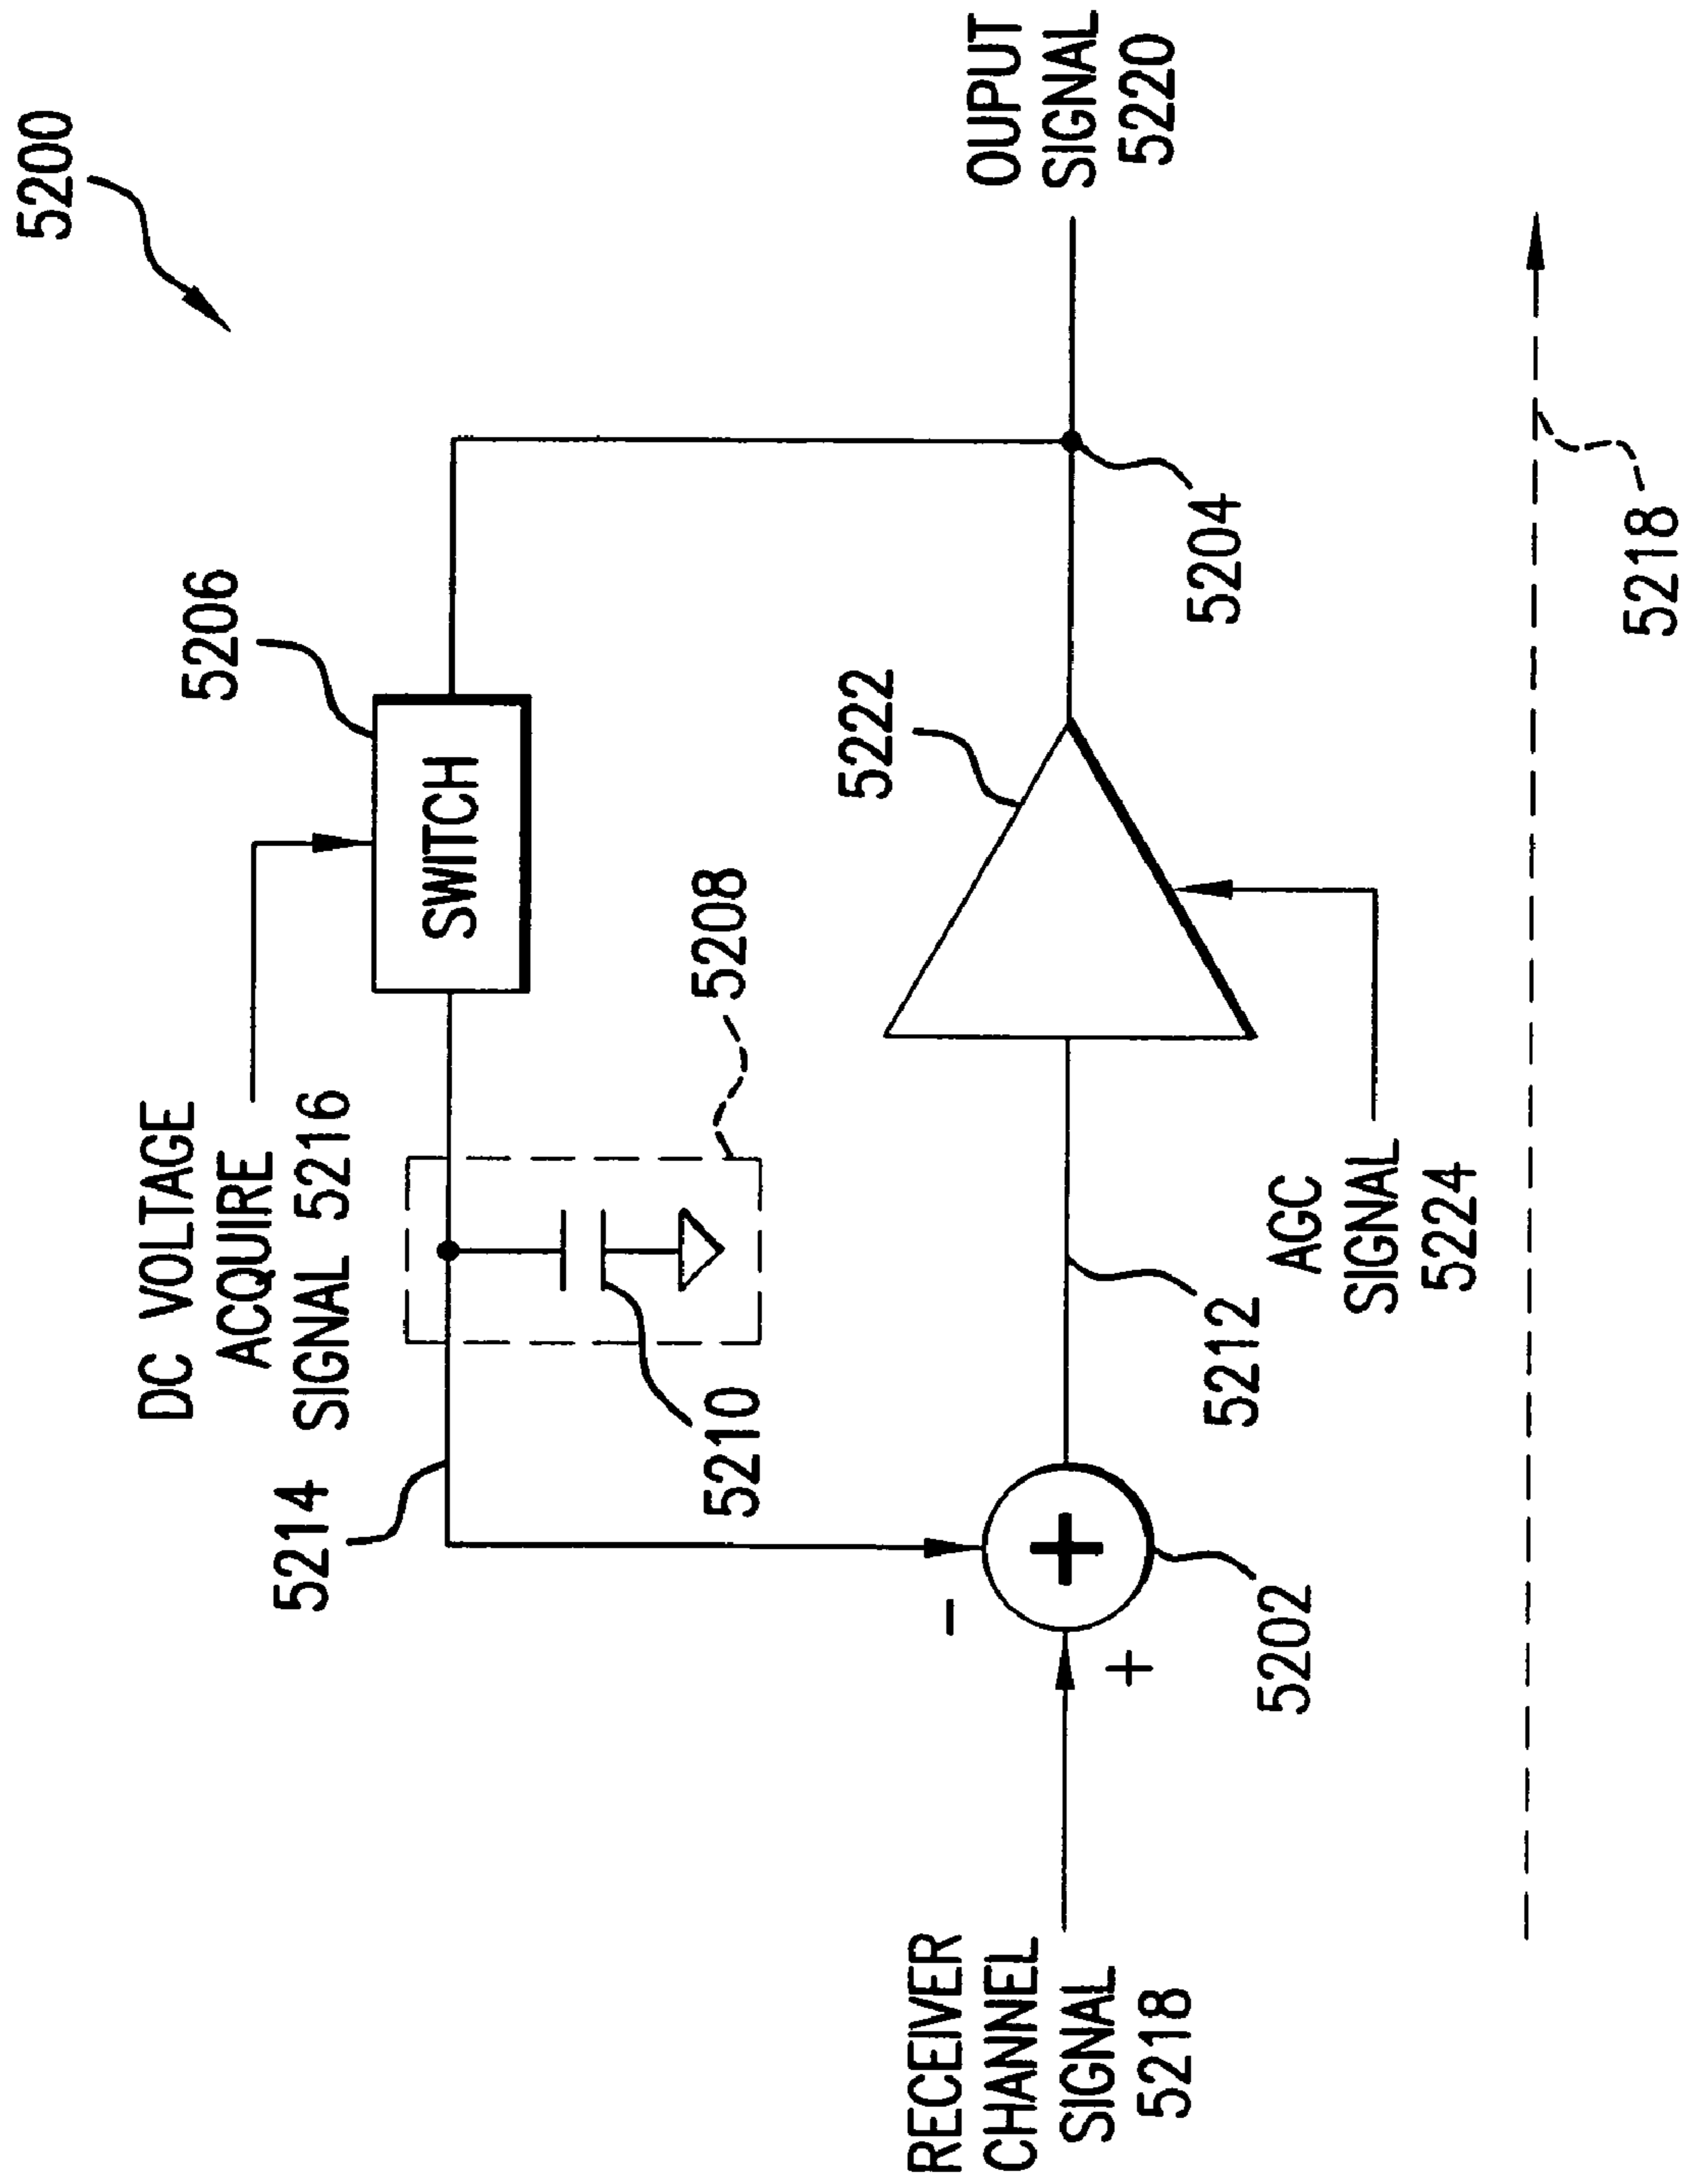 5200
DC VOLTAGE
ACQUIRE
SIGNAL 5216
5206
SWITCH
5214
5208
5210
5222
OUPUT
SIGNAL
5220
RECEIVER
CHANNEL
SIGNAL
5218
-
+
+
5202
5212
5204
AGC
SIGNAL
5224
5218